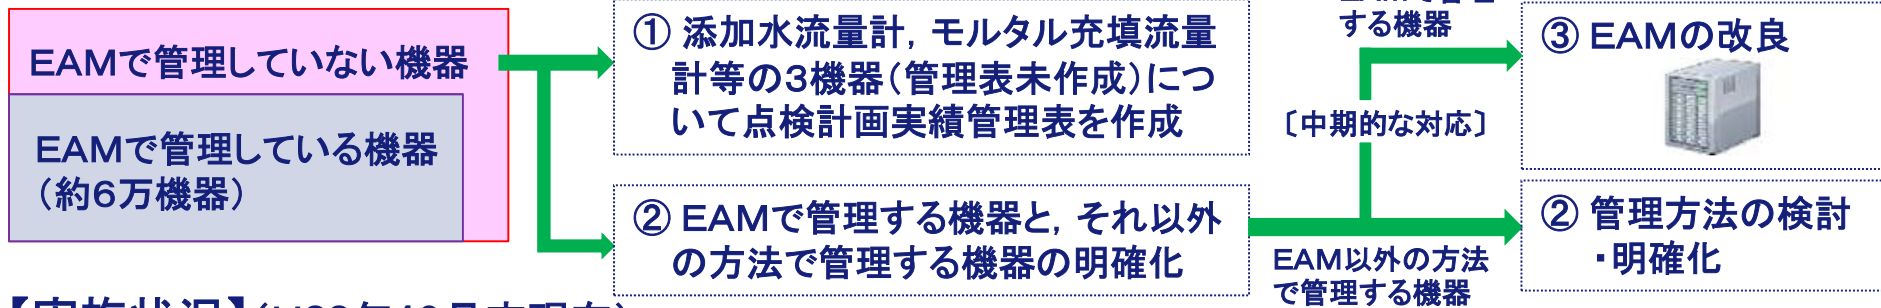 EAMで管理していない機器
EAMで管理している機器
(約6万機器)
① 添加水流量計,モルタル充填流量
計等の3機器(管理表未作成)につ
いて点検計画実績管理表を作成
② EAMで管理する機器と,それ以外
の方法で管理する機器の明確化
する機器
〔中期的な対応〕
EAM以外の方法
で管理する機器
③ EAMの改良
② 管理方法の検討
・明確化